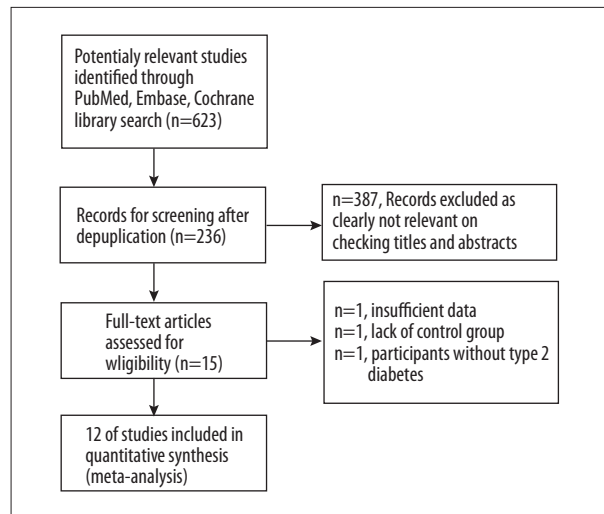 Potentialy relevant studies
identified through
PubMed, Embase, Cochrane
library search (n=623)
Records for screening after
depuplication (n=236)
n=387, Records excluded as
clearly not relevant on
checking titles and abstracts
Full-text articles
assessed for
wligibility (n=15)
n=1, insufficient data
n=1, lack of control group
n=1, participants without type 2
diabetes
12 of studies included in
quantitative synthesis
(meta-analysis)